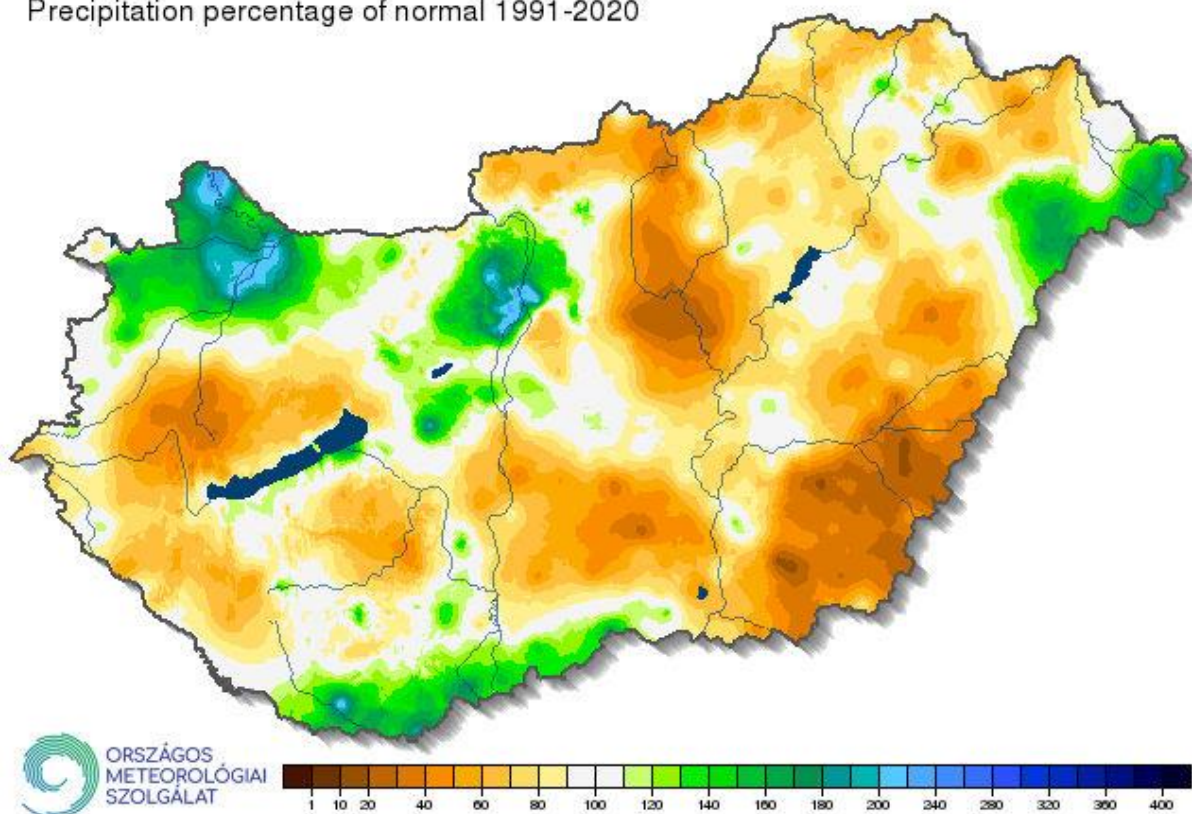 Precipitation percentage of normal 1991-2020
ORSZÁGOS
METEOROLÓGIAI
SZOLGÁLAT
1 10 20 40 60 80 100 120 140 160 180 200 240 280 320 360 400